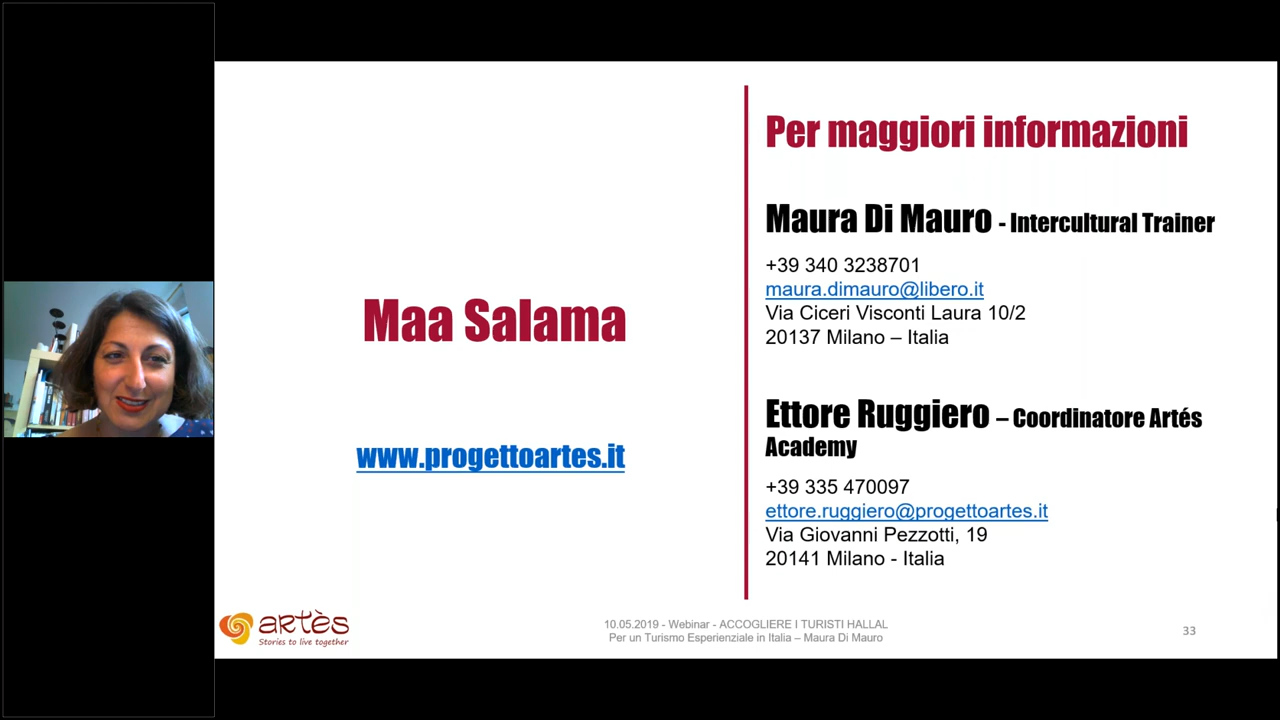 Maa Salama
www.progettoartes.it
Per maggiori informazioni
Maura Di Mauro - Intercultural Trainer
+39 340 3238701
maura.dimauro@libero.it
Via Ciceri Visconti Laura 10/2
20137 Milano – Italia
Ettore Ruggiero – Coordinatore Artés
Academy
+39 335 470097
ettore.ruggiero@progettoartes.it
Via Giovanni Pezzotti, 19
20141 Milano - Italia
artès
Stories to live together
10.05.2019 - Webinar - ACCOGLIERE I TURISTI HALLAL
Per un Turismo Esperienziale in Italia – Maura Di Mauro
33